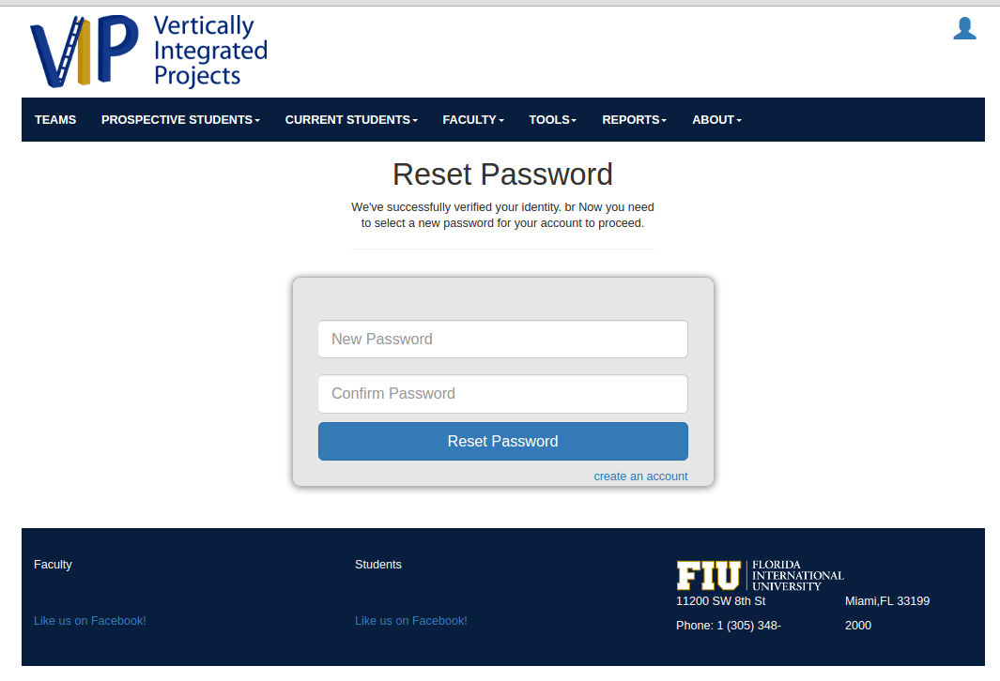 VIP Vertically
Integrated
Projects
TEAMS PROSPECTIVE STUDENTS CURRENT STUDENTS FACULTY TOOLS REPORTS ABOUT
Reset Password
We've successfully verified your identity. br Now you need
to select a new password for your account to proceed.
New Password
Confirm Password
Reset Password
create an account
Faculty
Like us on Facebook!
Students
Like us on Facebook!
FIU FLORIDA
INTERNATIONAL
UNIVERSITY
11200 SW 8th St Miami,FL 33199
Phone: 1 (305) 348- 2000